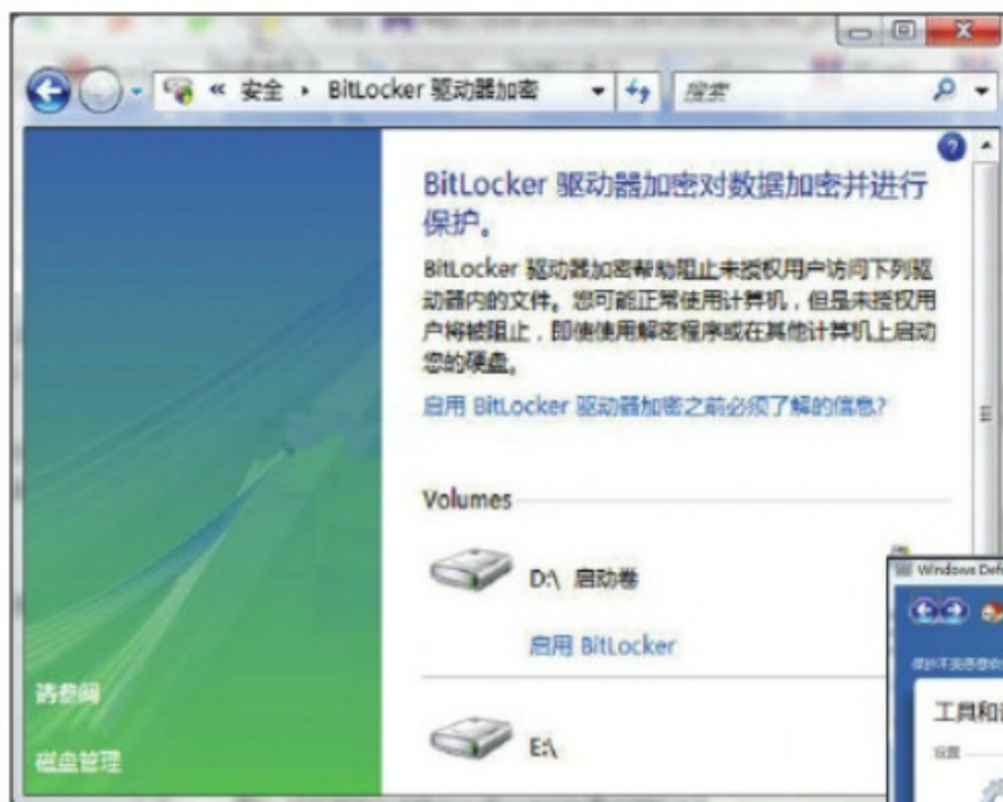 « 安全 ▸ BitLocker 驱动器加密
搜索
BitLocker 驱动器加密对数据加密并进行
保护。
BitLocker 驱动器加密帮助阻止未授权用户访问下列驱
动器内的文件。您可能正常使用计算机，但是未授权用
户将被阻止，即使使用解密程序或在其他计算机上启动
您的硬盘。
启用 BitLocker 驱动器加密之前必须了解的信息?
Volumes
D:\ 启动卷
启用 BitLocker
E:\
请参阅
磁盘管理
Windows Def
工具和
设置